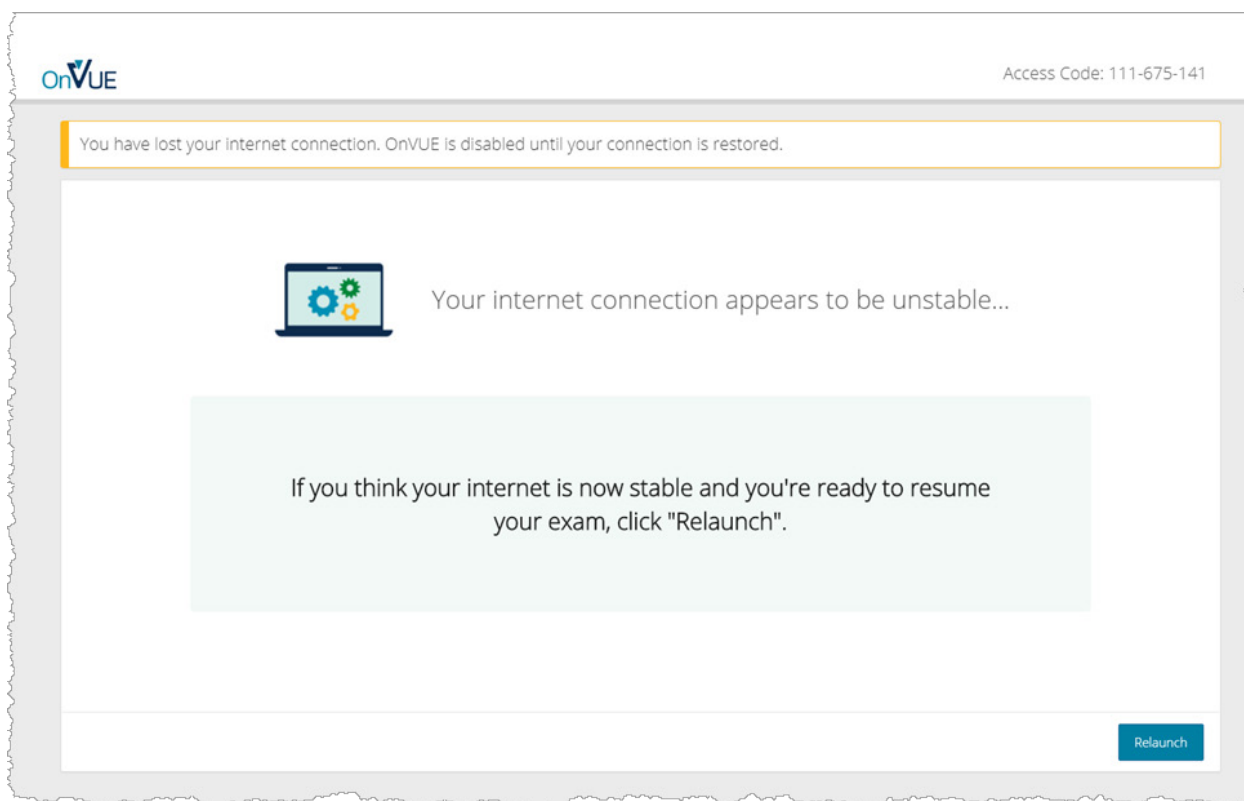 OnVUE
Access Code: 111-675-141
You have lost your internet connection. OnVUE is disabled until your connection is restored.
Your internet connection appears to be unstable...
If you think your internet is now stable and you're ready to resume
your exam, click "Relaunch".
Relaunch